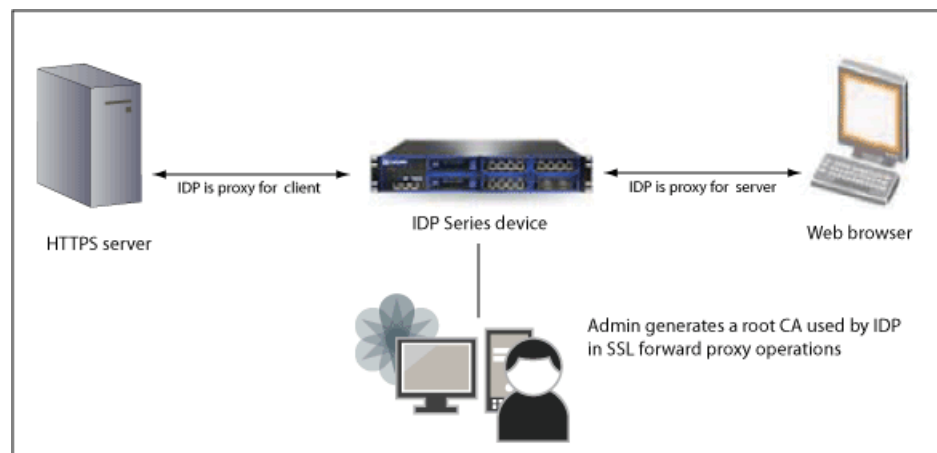 IDP is proxy for client
IDP is proxy for server
HTTPS server
IDP Series device
Web browser
Admin generates a root CA used by IDP
in SSL forward proxy operations